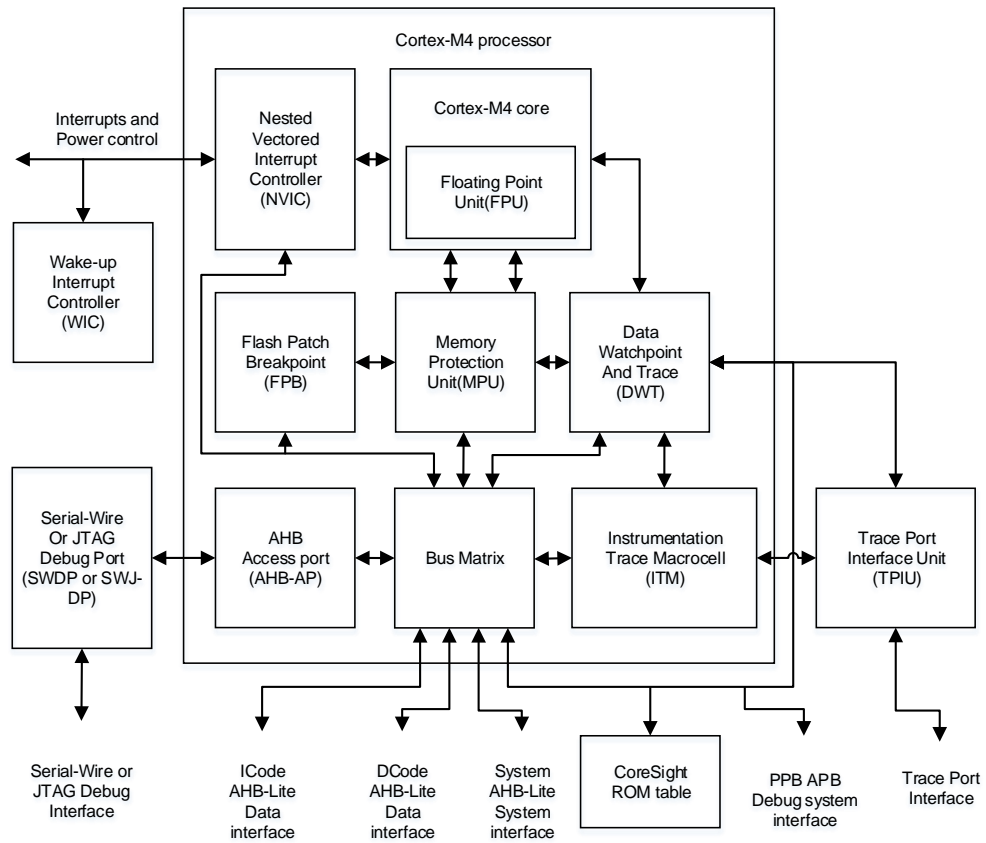 Cortex-M4 processor
Interrupts and
Power control
Nested
Vectored
Interrupt
Controller
(NVIC)
Cortex-M4 core
Floating Point
Unit(FPU)
Wake-up
Interrupt
Controller
(WIC)
Flash Patch
Breakpoint
(FPB)
Memory
Protection
Unit(MPU)
Data
Watchpoint
And Trace
(DWT)
Serial-Wire
Or JTAG
Debug Port
(SWDP or SWJ-
DP)
AHB
Access port
(AHB-AP)
Bus Matrix
Instrumentation
Trace Macrocell
(ITM)
Trace Port
Interface Unit
(TPIU)
Serial-Wire or
JTAG Debug
Interface
ICode
AHB-Lite
Data
interface
DCode
AHB-Lite
Data
interface
System
AHB-Lite
System
interface
CoreSight
ROM table
PPB APB
Debug system
interface
Trace Port
Interface